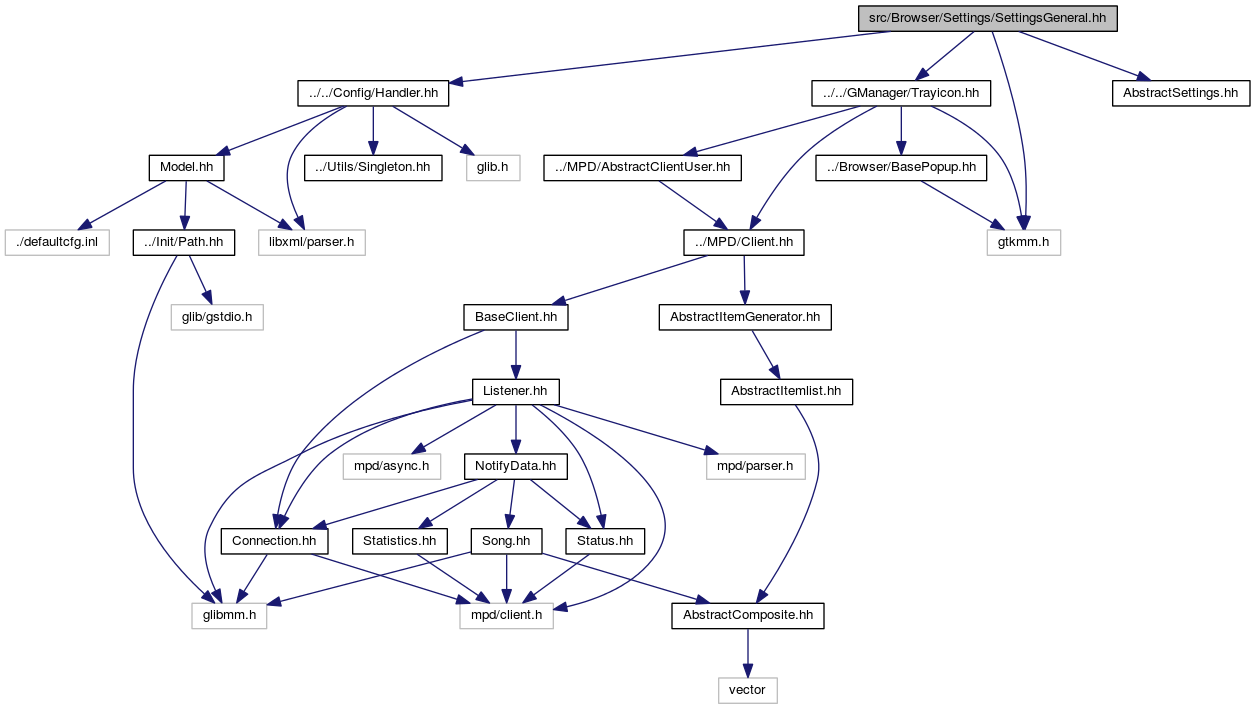 src/Browser/Settings/SettingsGeneral.hh
../../Config/Handler.hh
../../GManager/Trayicon.hh
AbstractSettings.hh
Model.hh
../Utils/Singleton.hh
glib.h
../MPD/AbstractClientUser.hh
../Browser/BasePopup.hh
./defaultcfg.inl
../Init/Path.hh
libxml/parser.h
../MPD/Client.hh
gtkmm.h
glib/gstdio.h
BaseClient.hh
AbstractItemGenerator.hh
Listener.hh
AbstractItemlist.hh
mpd/async.h
NotifyData.hh
mpd/parser.h
Connection.hh
Statistics.hh
Song.hh
Status.hh
glibmm.h
mpd/client.h
AbstractComposite.hh
vector